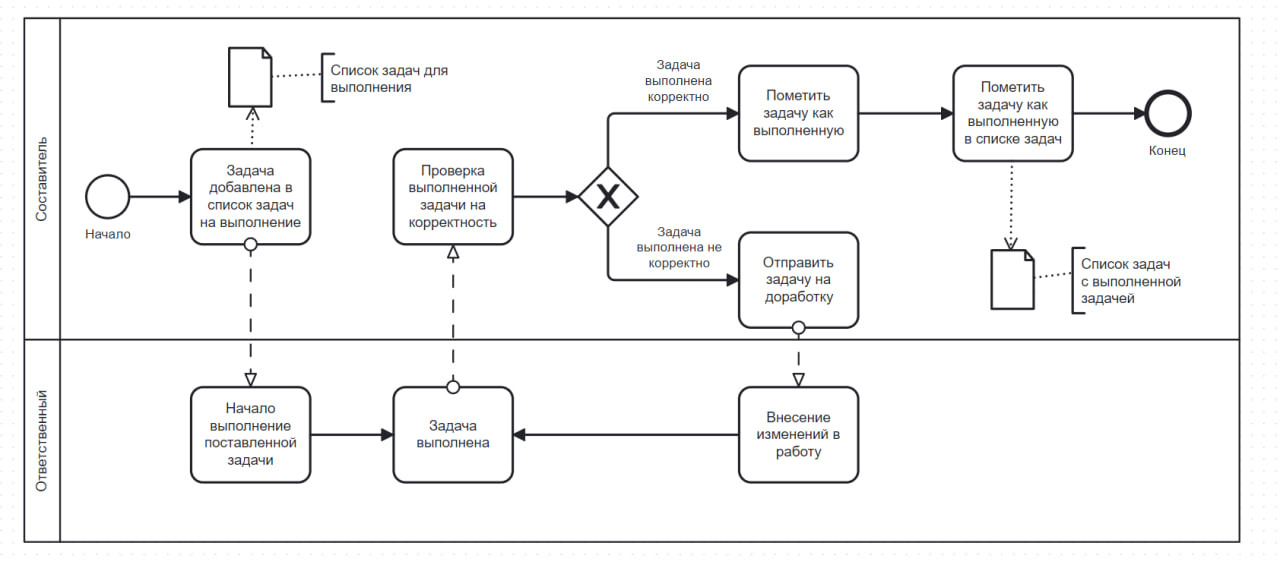 Составитель
Начало
Задача
добавлена в
список задач
на выполнение
Список задач для
выполнения
Проверка
выполненной
задачи на
корректность
Задача
выполнена
корректно
Задача
выполнена не
корректно
Пометить
задачу как
выполненную
Отправить
задачу на
доработку
Пометить
задачу как
выполненную
в списке задач
Конец
Список задач
с выполненной
задачей
Ответственный
Начало
выполнение
поставленной
задачи
Задача
выполнена
Внесение
изменений в
работу